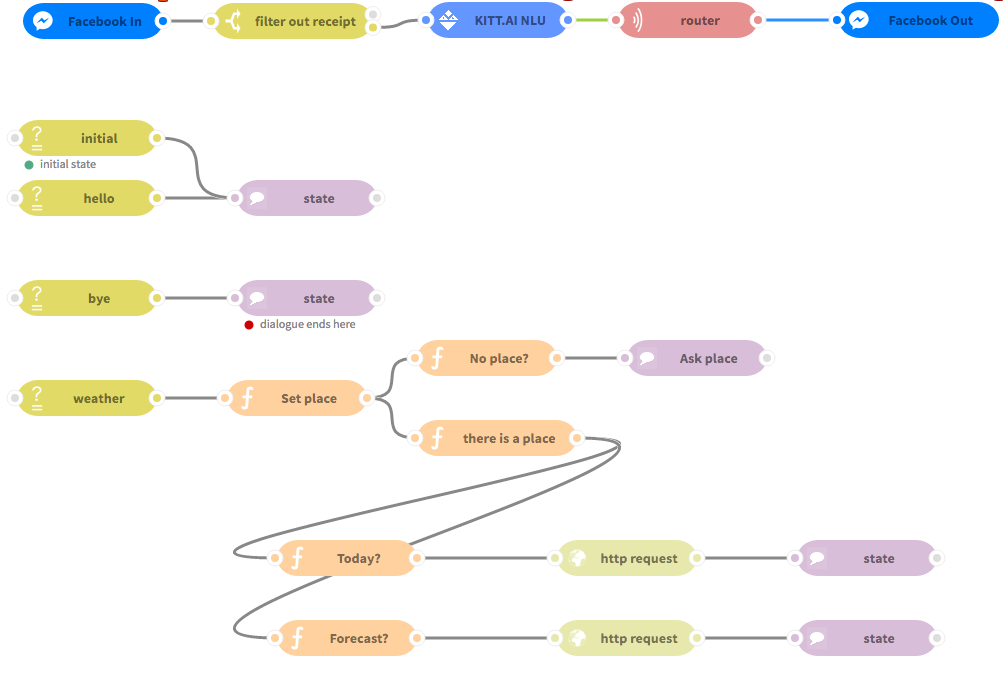 Facebook In
filter out receipt
KITT.AI NLU
router
Facebook Out
initial
initial state
hello
state
bye
state
dialogue ends here
No place?
Ask place
weather
Set place
there is a place
Today?
http request
state
Forecast?
http request
state